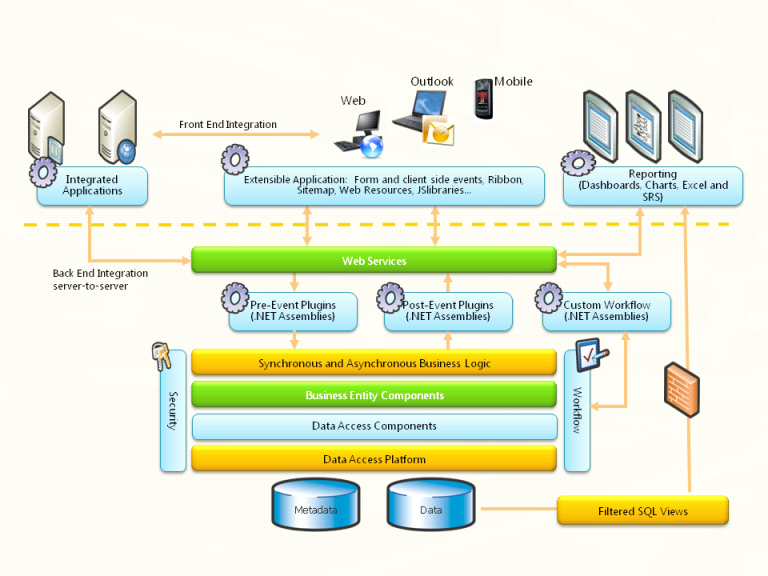 Outlook
Mobile
Web
Front End Integration
Integrated
Applications
Extensible Application:  Form and client side events, Ribbon,
Sitemap, Web Resources, JSlibraries...
Reporting
(Dashboards, Charts, Excel and
SRS)
Web Services
Back End Integration
server-to-server
Pre-Event Plugins
(.NET Assemblies)
Post-Event Plugins
(.NET Assemblies)
Custom Workflow
(.NET Assemblies)
Synchronous and Asynchronous Business Logic
Security
Business Entity Components
Workflow
Data Access Components
Data Access Platform
Metadata
Data
Filtered SQL Views